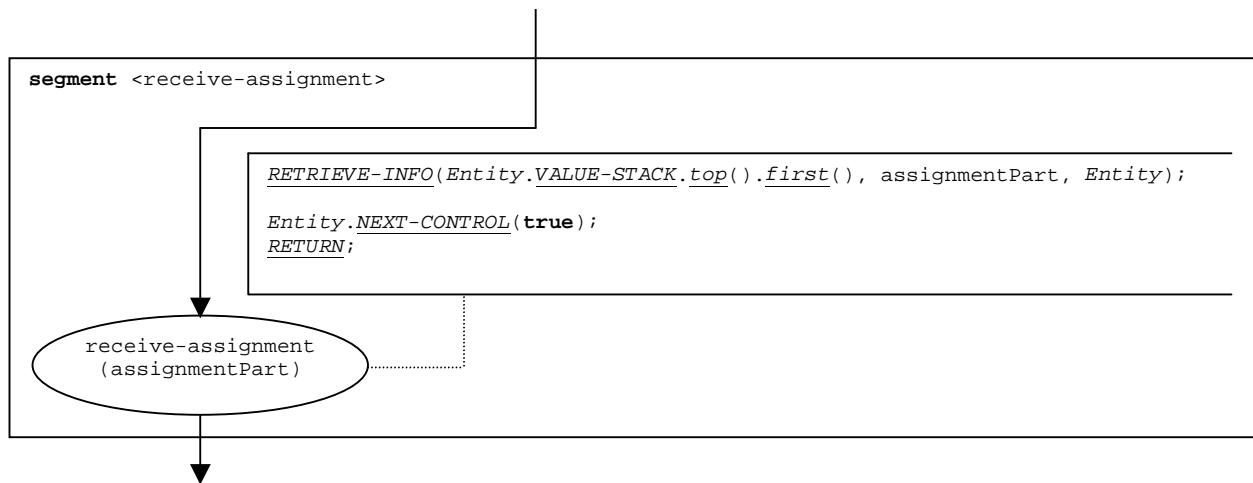 segment <receive-assignment>
RETRIEVE-INFO(Entity.VALUE-STACK.top().first(), assignmentPart, Entity);
Entity.NEXT-CONTROL(true);
RETURN;
receive-assignment
(assignmentPart)